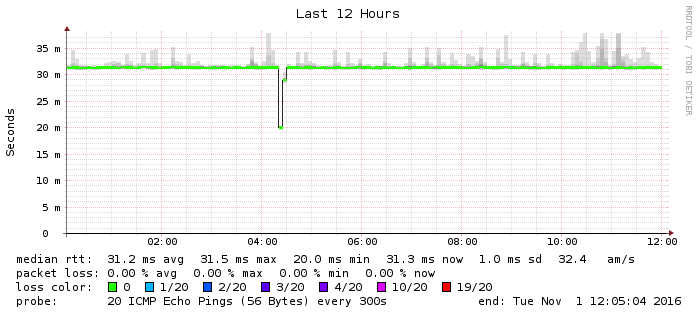 Last 12 Hours
RRDTOOL / TOBI OETIKER
Seconds
35 m
30 m
25 m
20 m
15 m
10 m
5 m
0
02:00 04:00 06:00 08:00 10:00 12:00
median rtt: 31.2 ms avg 31.5 ms max 20.0 ms min 31.3 ms now 1.0 ms sd 32.4 am/s
packet loss: 0.00 % avg 0.00 % max 0.00 % min 0.00 % now
loss color: 0 1/20 2/20 3/20 4/20 10/20 19/20
probe: 20 ICMP Echo Pings (56 Bytes) every 300s end: Tue Nov 1 12:05:04 2016